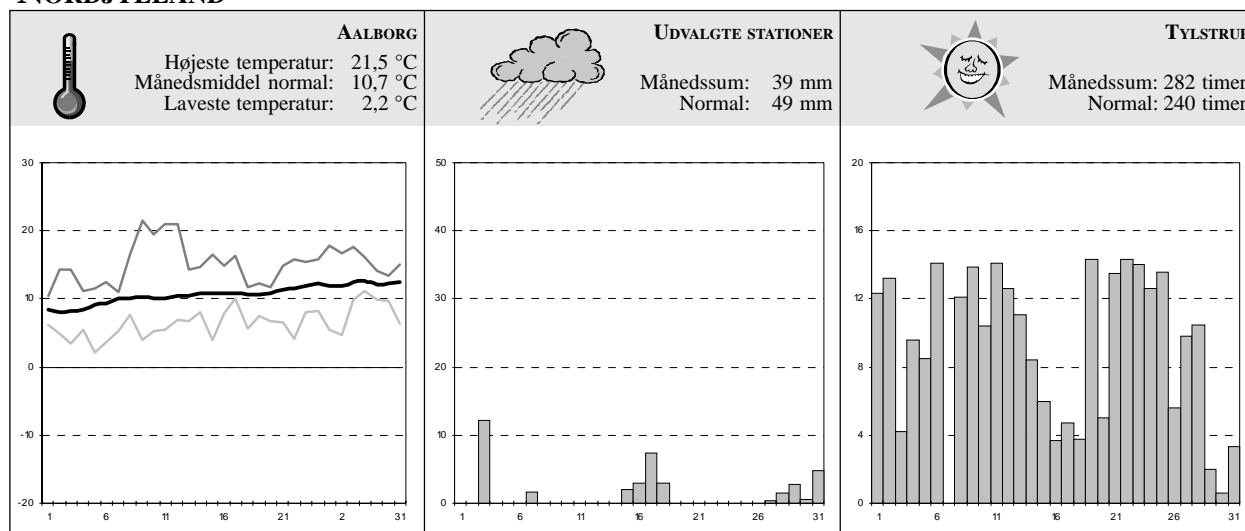 NORDJYLLAND
AALBORG
Højeste temperatur: 21,5 °C
Månedsmiddel normal: 10,7 °C
Laveste temperatur: 2,2 °C
UDVALGTE STATIONER
Månedssum: 39 mm
Normal: 49 mm
TYLSTRUP
Månedssum: 282 timer
Normal: 240 timer
30
20
10
0
-10
-20
1 6 11 16 21 2 31
50
40
30
20
10
0
1 6 11 16 21 26 31
20
16
12
8
4
0
1 6 11 16 21 26 31